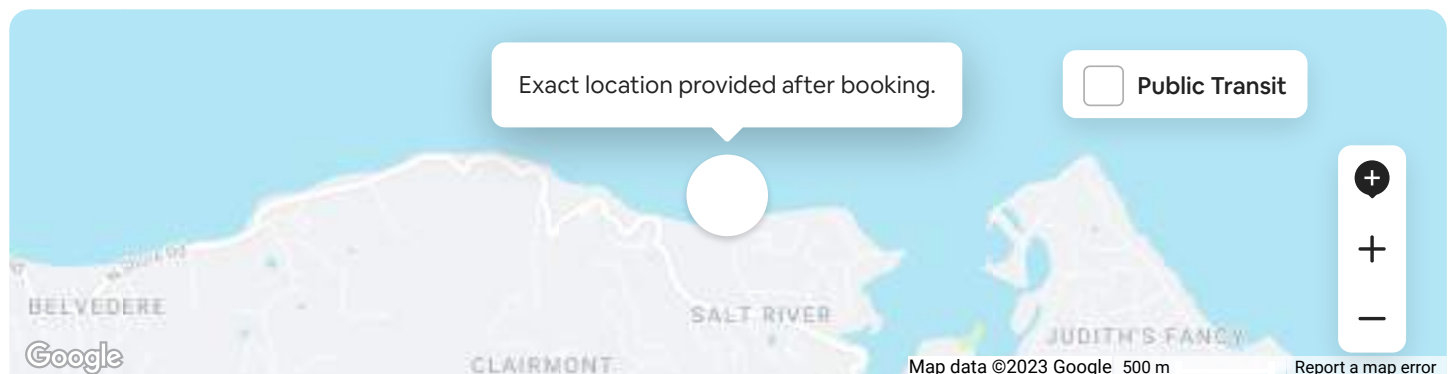 Exact location provided after booking.
Public Transit
BELVEDERE
SALT RIVER
JUDITH'S FANCY
CLAIRMONT
Google
Map data ©2023 Google
500 m
Report a map error